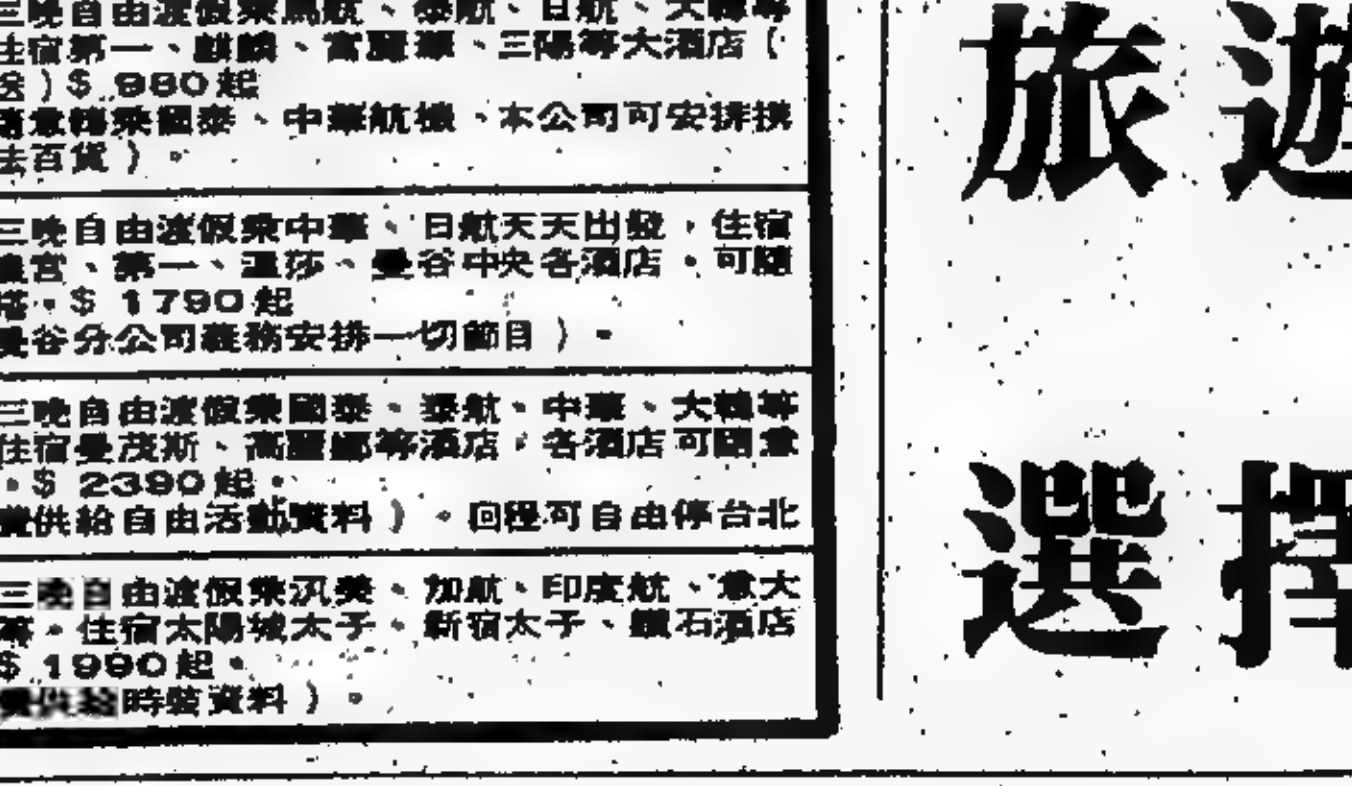 三晚自由渡假乘馬航、泰航、日航、大韓等
住宿第一、麒麟、富麗華、三陽等大酒店(
送)$ 980起
乘國泰、中華航機、本公司可安排
去百貨)。
三晚自由渡假乘中華、日航天天出發,住宿
皇宮、第一、溫莎、曼谷中央各酒店。可隨
$ 1790起
曼谷分公司義務安排一切節目)。
三晚自由渡假乘國泰、泰航、中華、大韓等
住宿曼茂斯、高麗娜等酒店,各酒店可隨意
。$ 2390起。
費供給自由活動資料)。回程可自由停台北
三晚自由渡假乘汎美、加航、印度航、意大
等。住宿太陽城太子。新宿太子、鑽石酒店
$ 1990起。
費供給時裝資料)。
旅遊
選擇